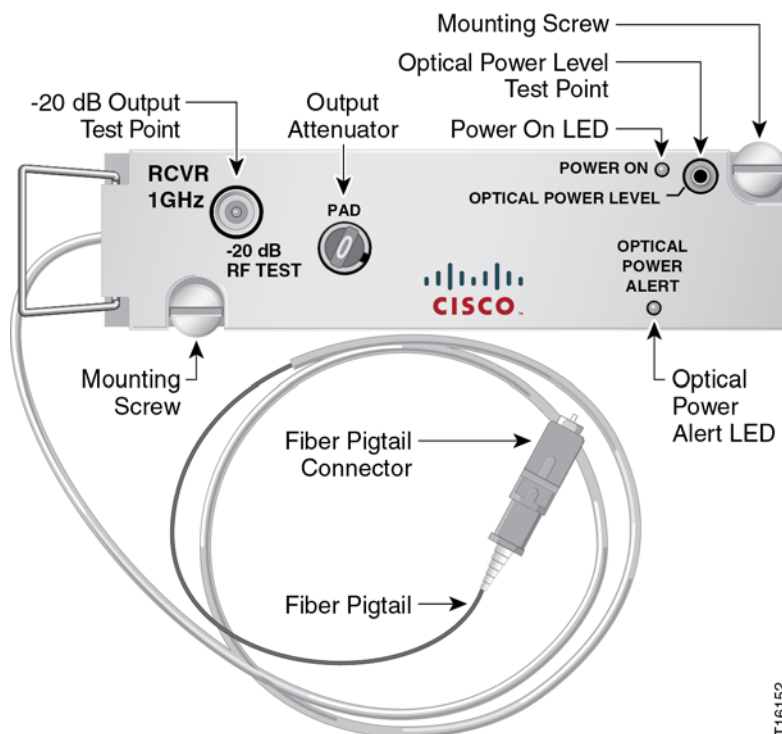 Mounting Screw
Optical Power Level
Test Point
-20 dB Output
Test Point
Output
Attenuator
Power On LED
RCVR
1GHz
POWER ON
OPTICAL POWER LEVEL
PAD
-20 dB
RF TEST
OPTICAL
POWER
ALERT
CISCO
Mounting
Screw
Optical
Power
Alert LED
Fiber Pigtail
Connector
Fiber Pigtail
T16152